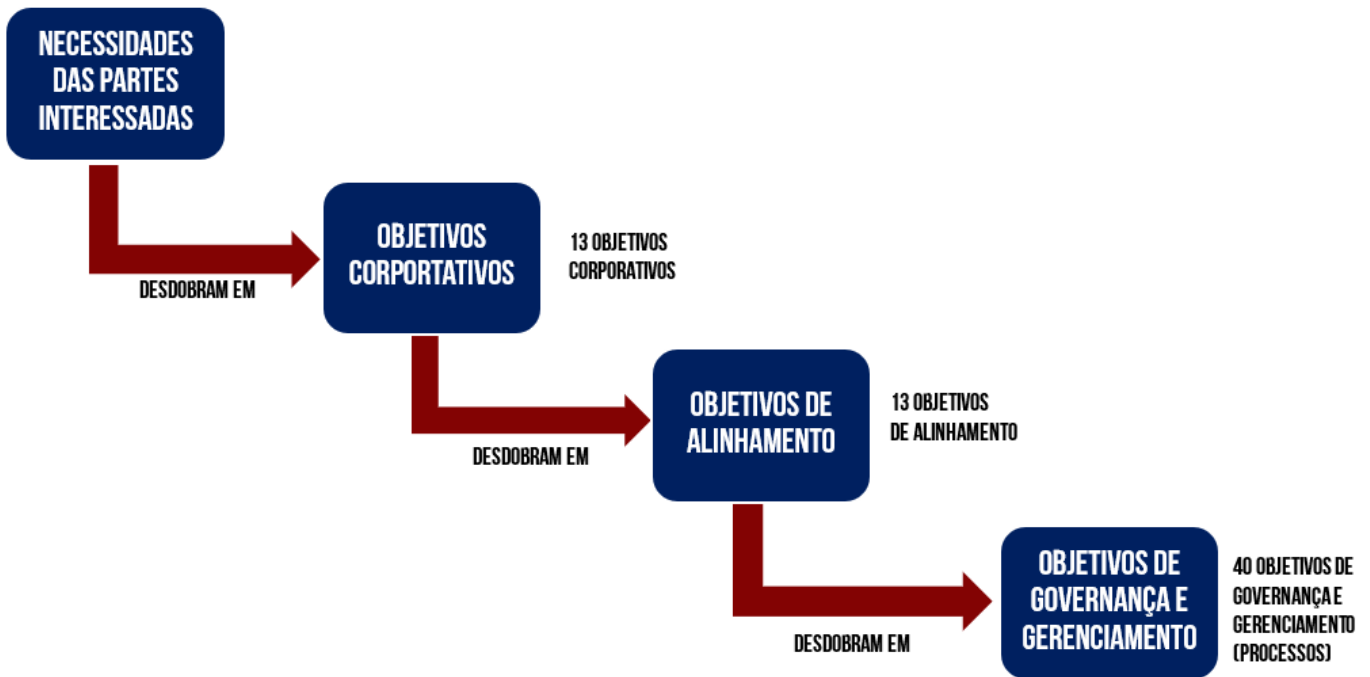 NECESSIDADES
DAS PARTES
INTERESSADAS
DESDOBRAM EM
OBJETIVOS
CORPORTATIVOS
13 OBJETIVOS
CORPORATIVOS
DESDOBRAM EM
OBJETIVOS DE
ALINHAMENTO
13 OBJETIVOS
DE ALINHAMENTO
DESDOBRAM EM
OBJETIVOS DE
GOVERNANÇA E
GERENCIAMENTO
40 OBJETIVOS DE
GOVERNANÇA E
GERENCIAMENTO
(PROCESSOS)